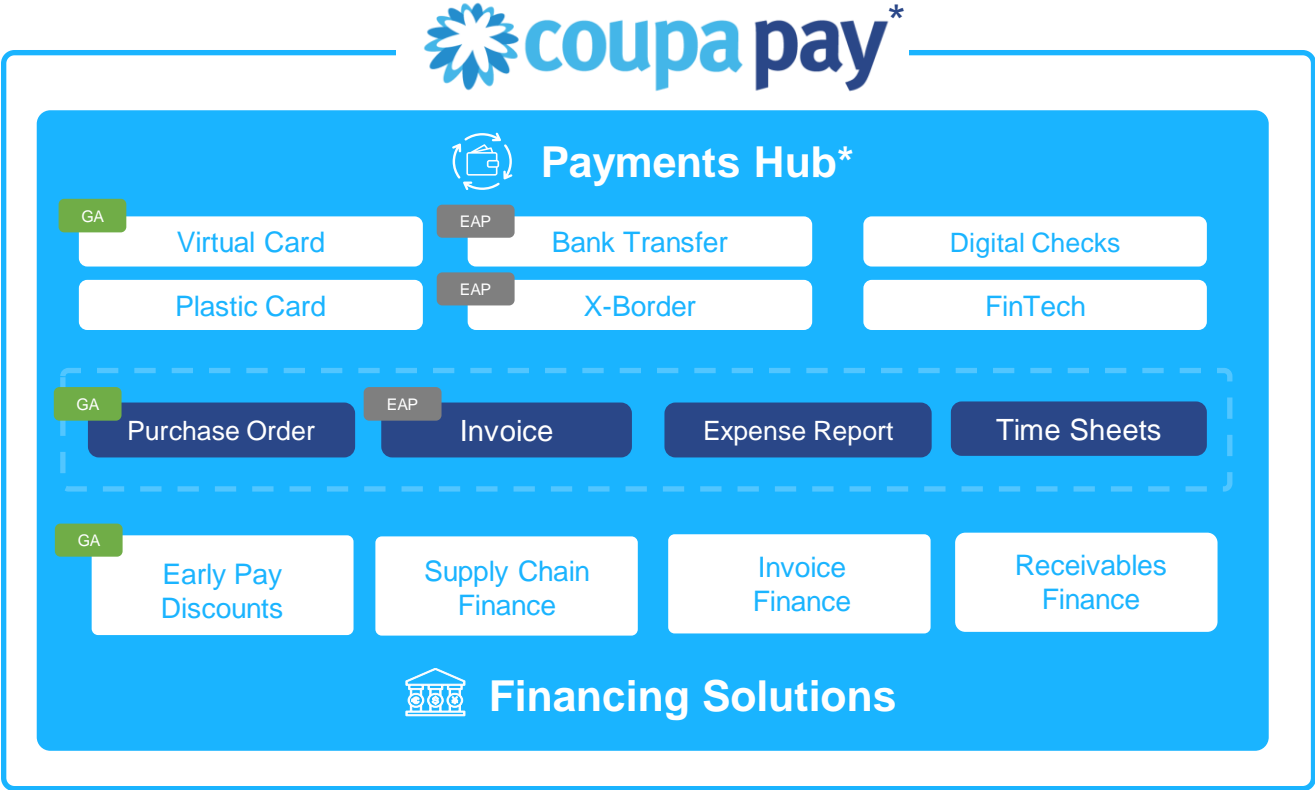 coupa pay*
Payments Hub*
GA
Virtual Card
EAP
Bank Transfer
Digital Checks
Plastic Card
EAP
X-Border
FinTech
GA
Purchase Order
EAP
Invoice
Expense Report
Time Sheets
GA
Early Pay
Discounts
Supply Chain
Finance
Invoice
Finance
Receivables
Finance
€ $ ¥
Financing Solutions